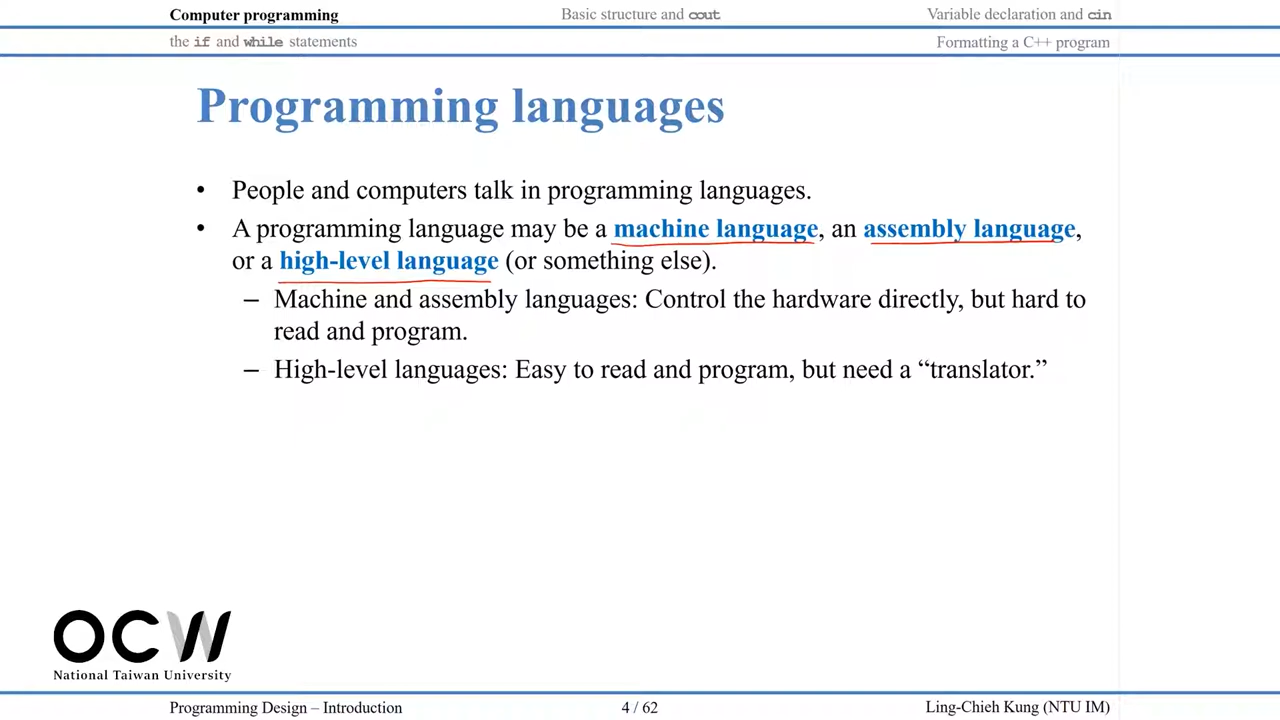 Computer programming
Basic structure and cout
Variable declaration and cin
the if and while statements
Formatting a C++ program
Programming languages
• People and computers talk in programming languages.
• A programming language may be a machine language, an assembly language,
or a high-level language (or something else).
– Machine and assembly languages: Control the hardware directly, but hard to
read and program.
– High-level languages: Easy to read and program, but need a “translator.”
OCW
National Taiwan University
Programming Design – Introduction
4 / 62
Ling-Chieh Kung (NTU IM)